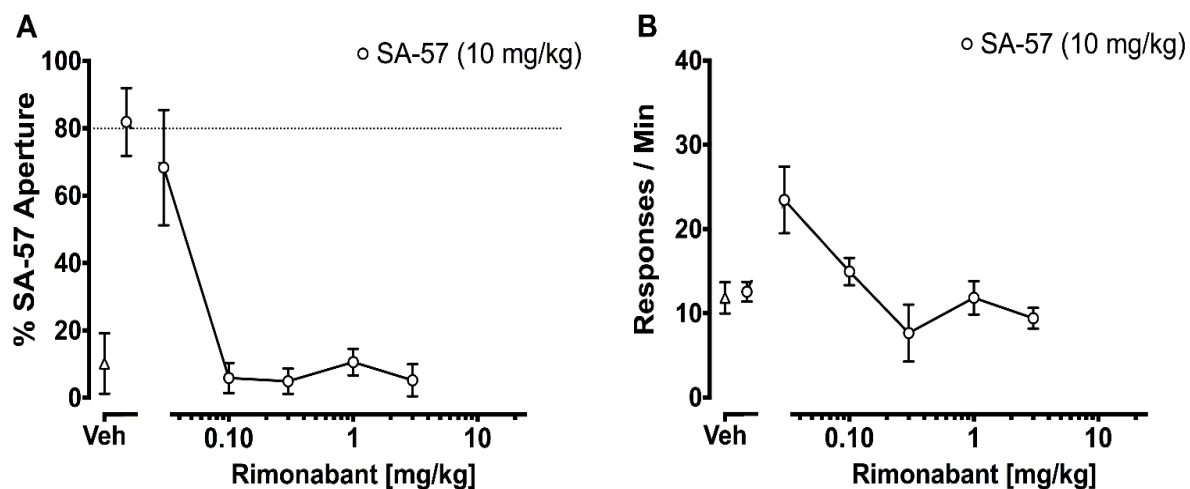 A
SA-57 (10 mg/kg)
% SA-57 Aperture
100
80
60
40
20
0
Veh
0.10
1
10
Rimonabant [mg/kg]
B
SA-57 (10 mg/kg)
Responses / Min
40
30
20
10
0
Veh
0.10
1
10
Rimonabant [mg/kg]